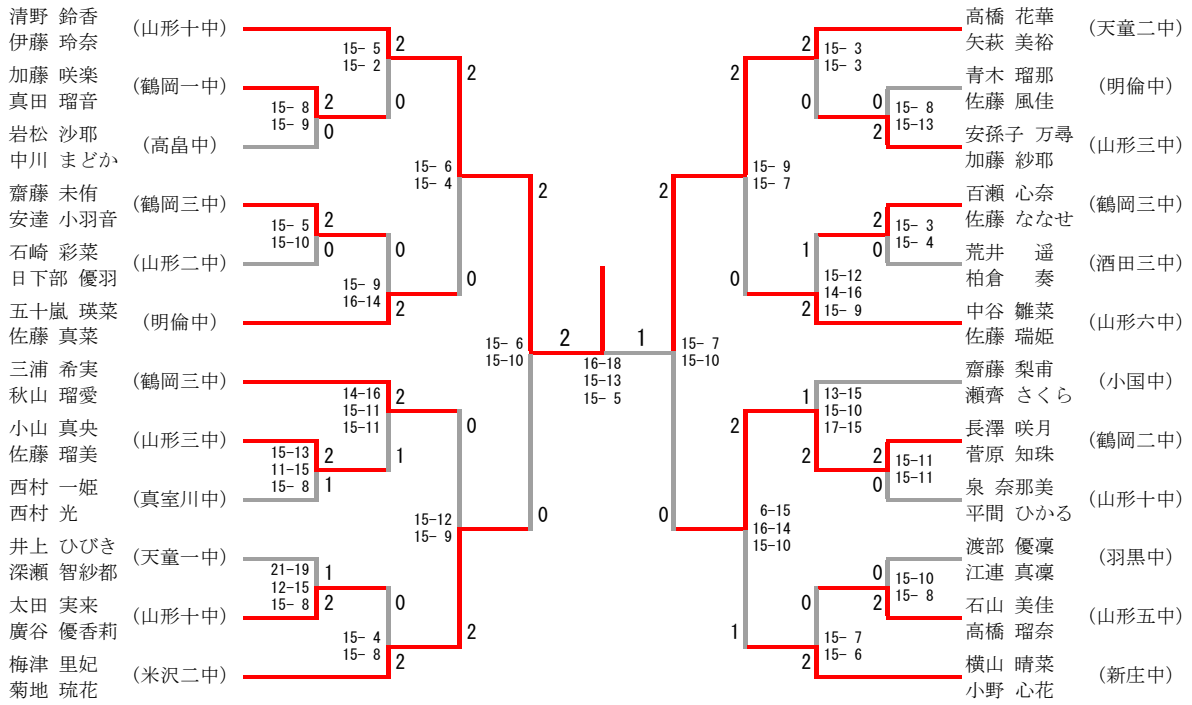 清野 鈴香
伊藤 玲奈
(山形十中)
加藤 咲楽
真田 瑠音
(鶴岡一中)
岩松 沙耶
中川 まどか
(高畠中)
齋藤 未侑
安達 小羽音
(鶴岡三中)
石崎 彩菜
日下部 優羽
(山形二中)
五十嵐 瑛菜
佐藤 真菜
(明倫中)
三浦 希実
秋山 瑠愛
(鶴岡三中)
小山 真央
佐藤 瑠美
(山形三中)
西村 一姫
西村 光
(真室川中)
井上 ひびき
深瀬 智紗都
(天童一中)
太田 実来
廣谷 優香莉
(山形十中)
梅津 里妃
菊地 琉花
(米沢二中)
15- 8
15- 9
2
0
15- 5
15-10
2
0
15-13
11-15
15- 8
2
1
21-19
12-15
15- 8
1
2
15- 5
15- 2
2
0
15- 9
16-14
0
2
14-16
15-11
15-11
2
1
15- 4
15- 8
0
2
15- 6
15- 4
2
0
15-12
15- 9
0
2
15- 6
15-10
2
0
2
1
16-18
15-13
15- 5
15- 7
15-10
2
0
15- 9
15- 7
2
0
6-15
16-14
15-10
2
1
15- 3
15- 3
2
0
15-12
14-16
15- 9
1
2
13-15
15-10
17-15
1
2
15- 7
15- 6
0
2
15- 8
15-13
0
2
15- 3
15- 4
2
0
15-11
15-11
2
0
15-10
15- 8
0
2
高橋 花華
矢萩 美裕
(天童二中)
青木 瑠那
佐藤 風佳
(明倫中)
安孫子 万尋
加藤 紗耶
(山形三中)
百瀬 心奈
佐藤 ななせ
(鶴岡三中)
荒井 遥
柏倉 奏
(酒田三中)
中谷 雛菜
佐藤 瑞姫
(山形六中)
齋藤 梨甫
瀬齊 さくら
(小国中)
長澤 咲月
菅原 知珠
(鶴岡二中)
泉 奈那美
平間 ひかる
(山形十中)
渡部 優凜
江連 真凜
(羽黒中)
石山 美佳
高橋 瑠奈
(山形五中)
横山 晴菜
小野 心花
(新庄中)